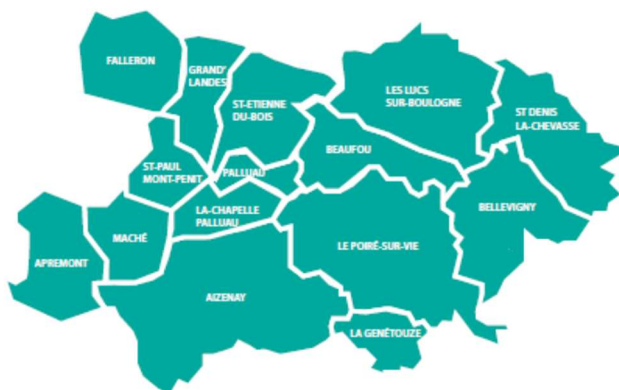 FALLERON
GRAND'
LANDES
ST-ETIENNE
DU-BOIS
LES LUCS
SUR-BOULOGNE
ST DENIS
LA-CHEVASSE
BEAUFOU
ST-PAUL
MONT-PENIT
PALLUAU
LA-CHAPELLE
PALLUAU
BELLEVIGNY
MACHÉ
LE POIRÉ-SUR-VIE
APREMONT
AIZENAY
LA GENÉTOUZE